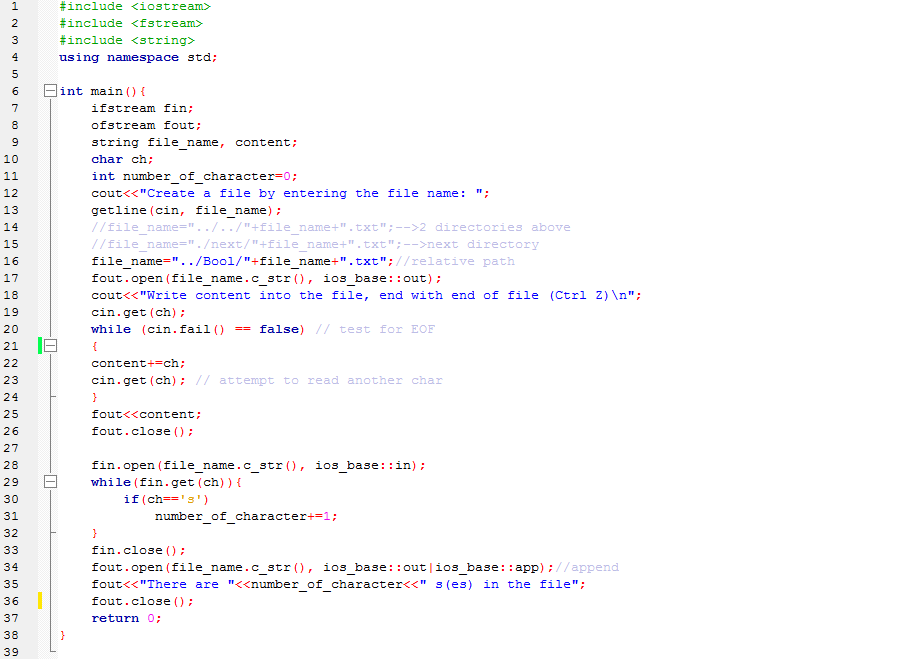 1 #include <iostream>
2 #include <fstream>
3 #include <string>
4 using namespace std;
5
6 int main(){
7 ifstream fin;
8 ofstream fout;
9 string file_name, content;
10 char ch;
11 int number_of_character=0;
12 cout<<"Create a file by entering the file name: ";
13 getline(cin, file_name);
14 //file_name="../../"+file_name+".txt";-->2 directories above
15 //file_name="./next/"+file_name+".txt";-->next directory
16 file_name="../Bool/"+file_name+".txt";//relative path
17 fout.open(file_name.c_str(), ios_base::out);
18 cout<<"Write content into the file, end with end of file (Ctrl Z)\n";
19 cin.get(ch);
20 while (cin.fail() == false) // test for EOF
21 {
22 content+=ch;
23 cin.get(ch); // attempt to read another char
24 }
25 fout<<content;
26 fout.close();
27
28 fin.open(file_name.c_str(), ios_base::in);
29 while(fin.get(ch)){
30 if(ch=='s')
31 number_of_character+=1;
32 }
33 fin.close();
34 fout.open(file_name.c_str(), ios_base::out|ios_base::app);//append
35 fout<<"There are "<<number_of_character<<" s(es) in the file";
36 fout.close();
37 return 0;
38 }
39